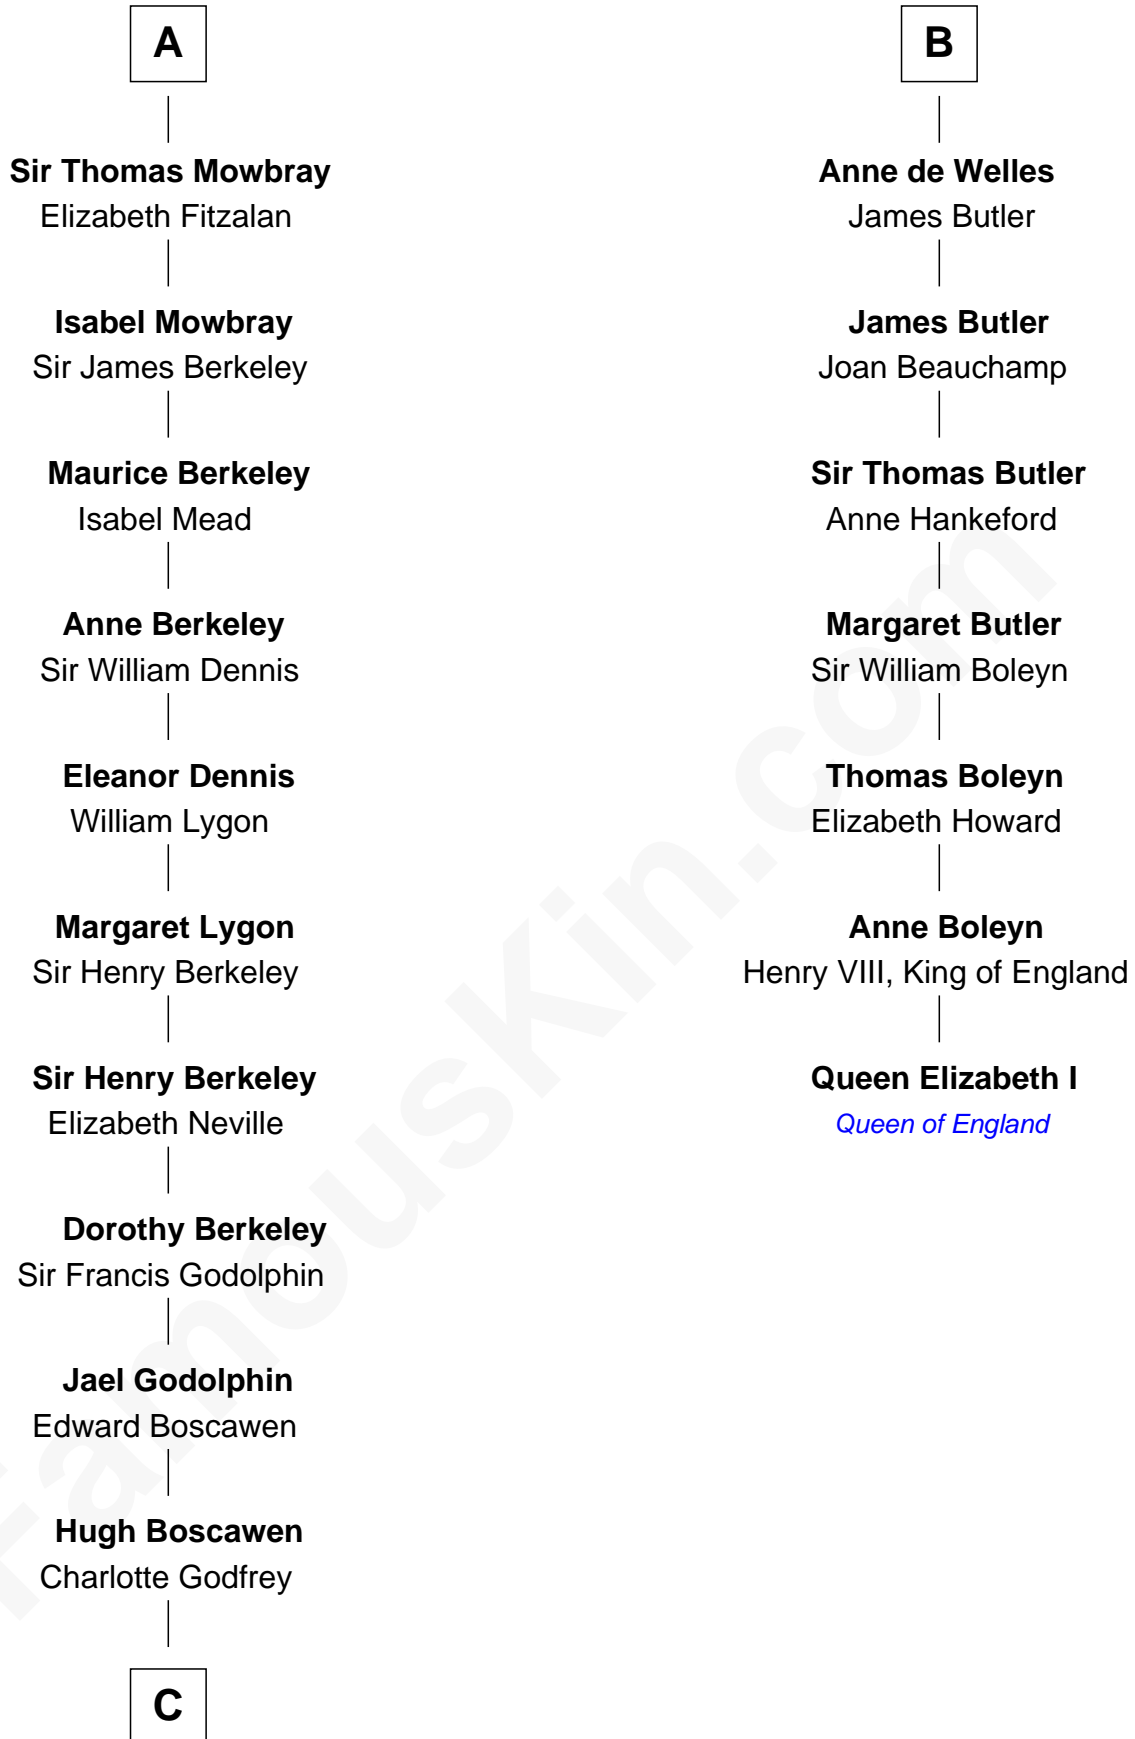 A
Sir Thomas Mowbray
Elizabeth Fitzalan
Isabel Mowbray
Sir James Berkeley
Maurice Berkeley
Isabel Mead
Anne Berkeley
Sir William Dennis
Eleanor Dennis
William Lygon
Margaret Lygon
Sir Henry Berkeley
Sir Henry Berkeley
Elizabeth Neville
Dorothy Berkeley
Sir Francis Godolphin
Jael Godolphin
Edward Boscawen
Hugh Boscawen
Charlotte Godfrey
C
B
Anne de Welles
James Butler
James Butler
Joan Beauchamp
Sir Thomas Butler
Anne Hankeford
Margaret Butler
Sir William Boleyn
Thomas Boleyn
Elizabeth Howard
Anne Boleyn
Henry VIII, King of England
Queen Elizabeth I
Queen of England
FamousKin.com